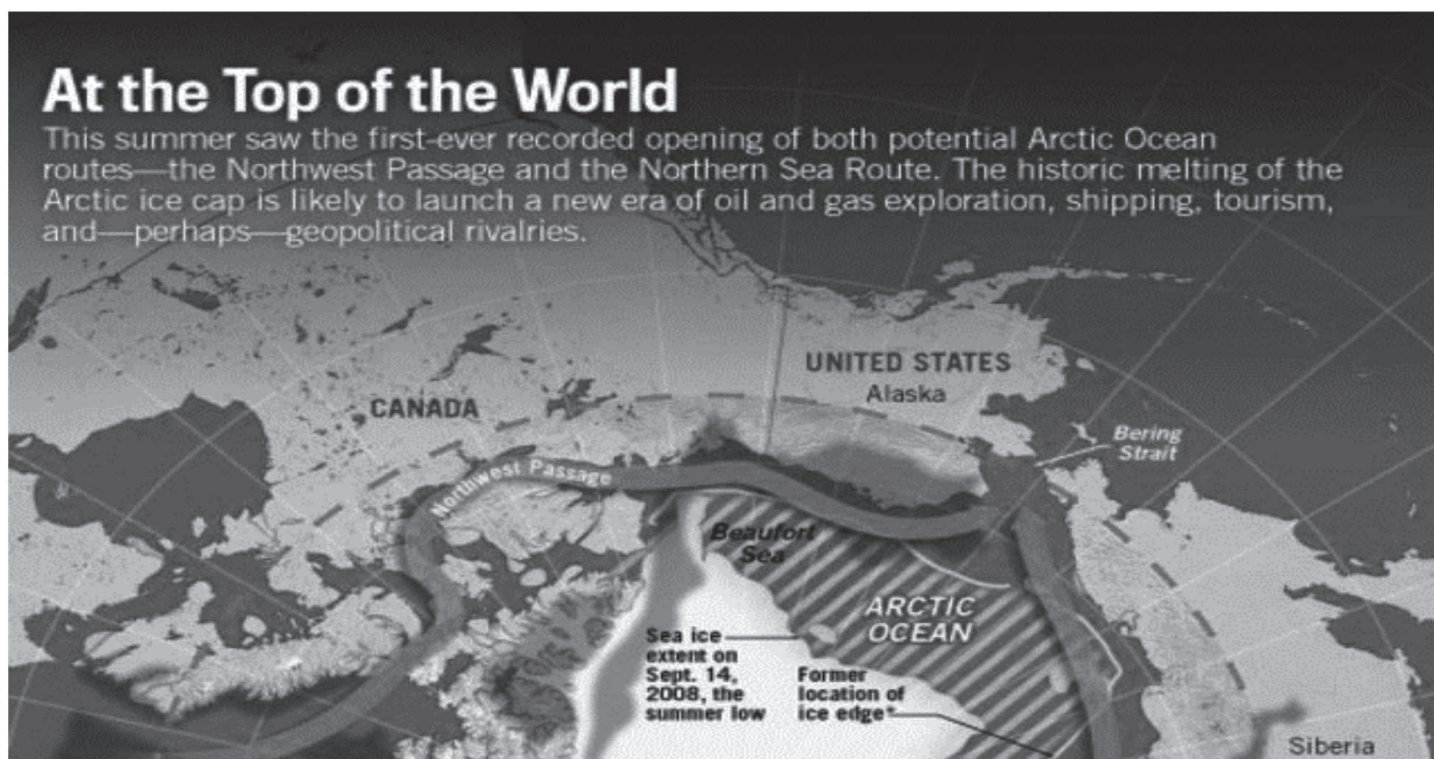 At the Top of the World
This summer saw the first-ever recorded opening of both potential Arctic Ocean
routes—the Northwest Passage and the Northern Sea Route. The historic melting of the
Arctic ice cap is likely to launch a new era of oil and gas exploration, shipping, tourism,
and—perhaps—geopolitical rivalries.
UNITED STATES
Alaska
CANADA
Bering
Strait
Northwest Passage
Beaufort
Sea
ARCTIC
OCEAN
Sea ice
extent on
Sept. 14,
2008, the
summer low
Former
location of
ice edge*
Siberia